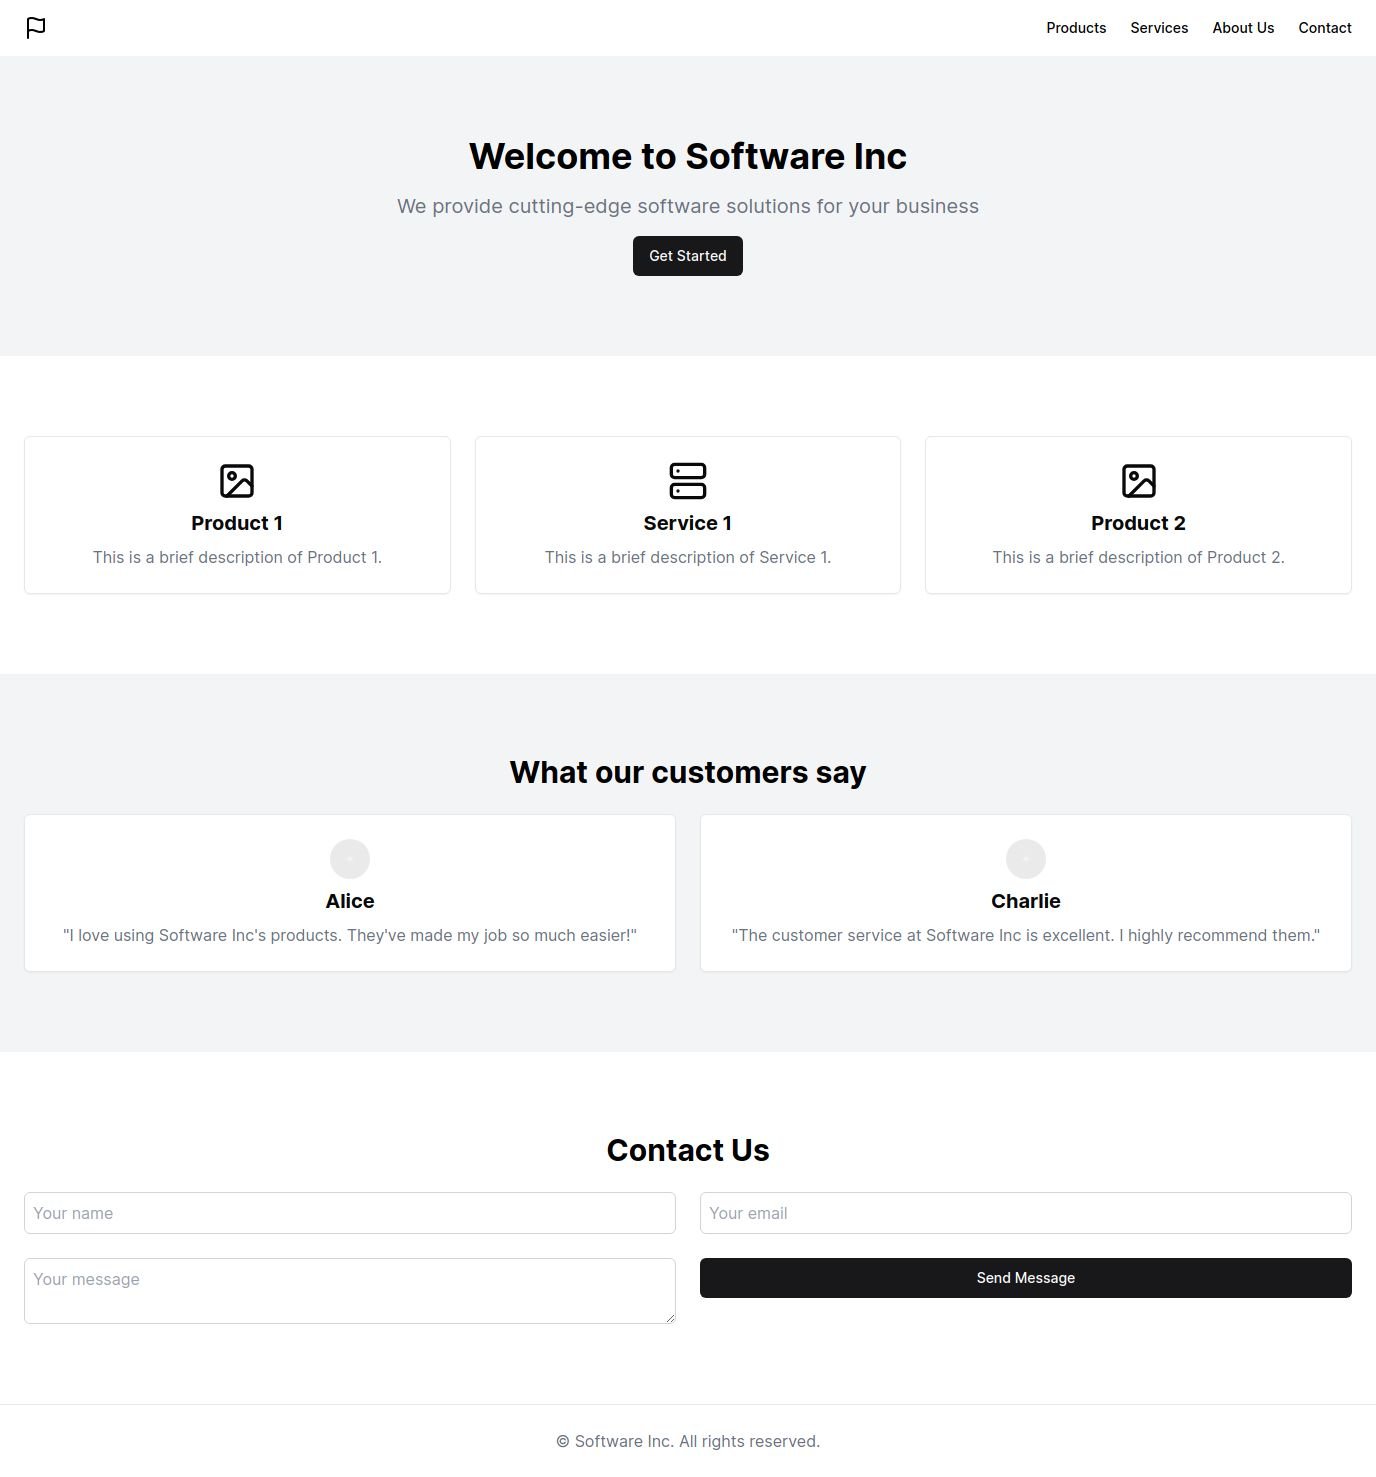 Products Services About Us Contact
Welcome to Software Inc
We provide cutting-edge software solutions for your business
Get Started
Product 1
This is a brief description of Product 1.
Service 1
This is a brief description of Service 1.
Product 2
This is a brief description of Product 2.
What our customers say
Alice
"I love using Software Inc's products. They've made my job so much easier!"
Charlie
"The customer service at Software Inc is excellent. I highly recommend them."
Contact Us
Your name
Your email
Your message
Send Message
© Software Inc. All rights reserved.